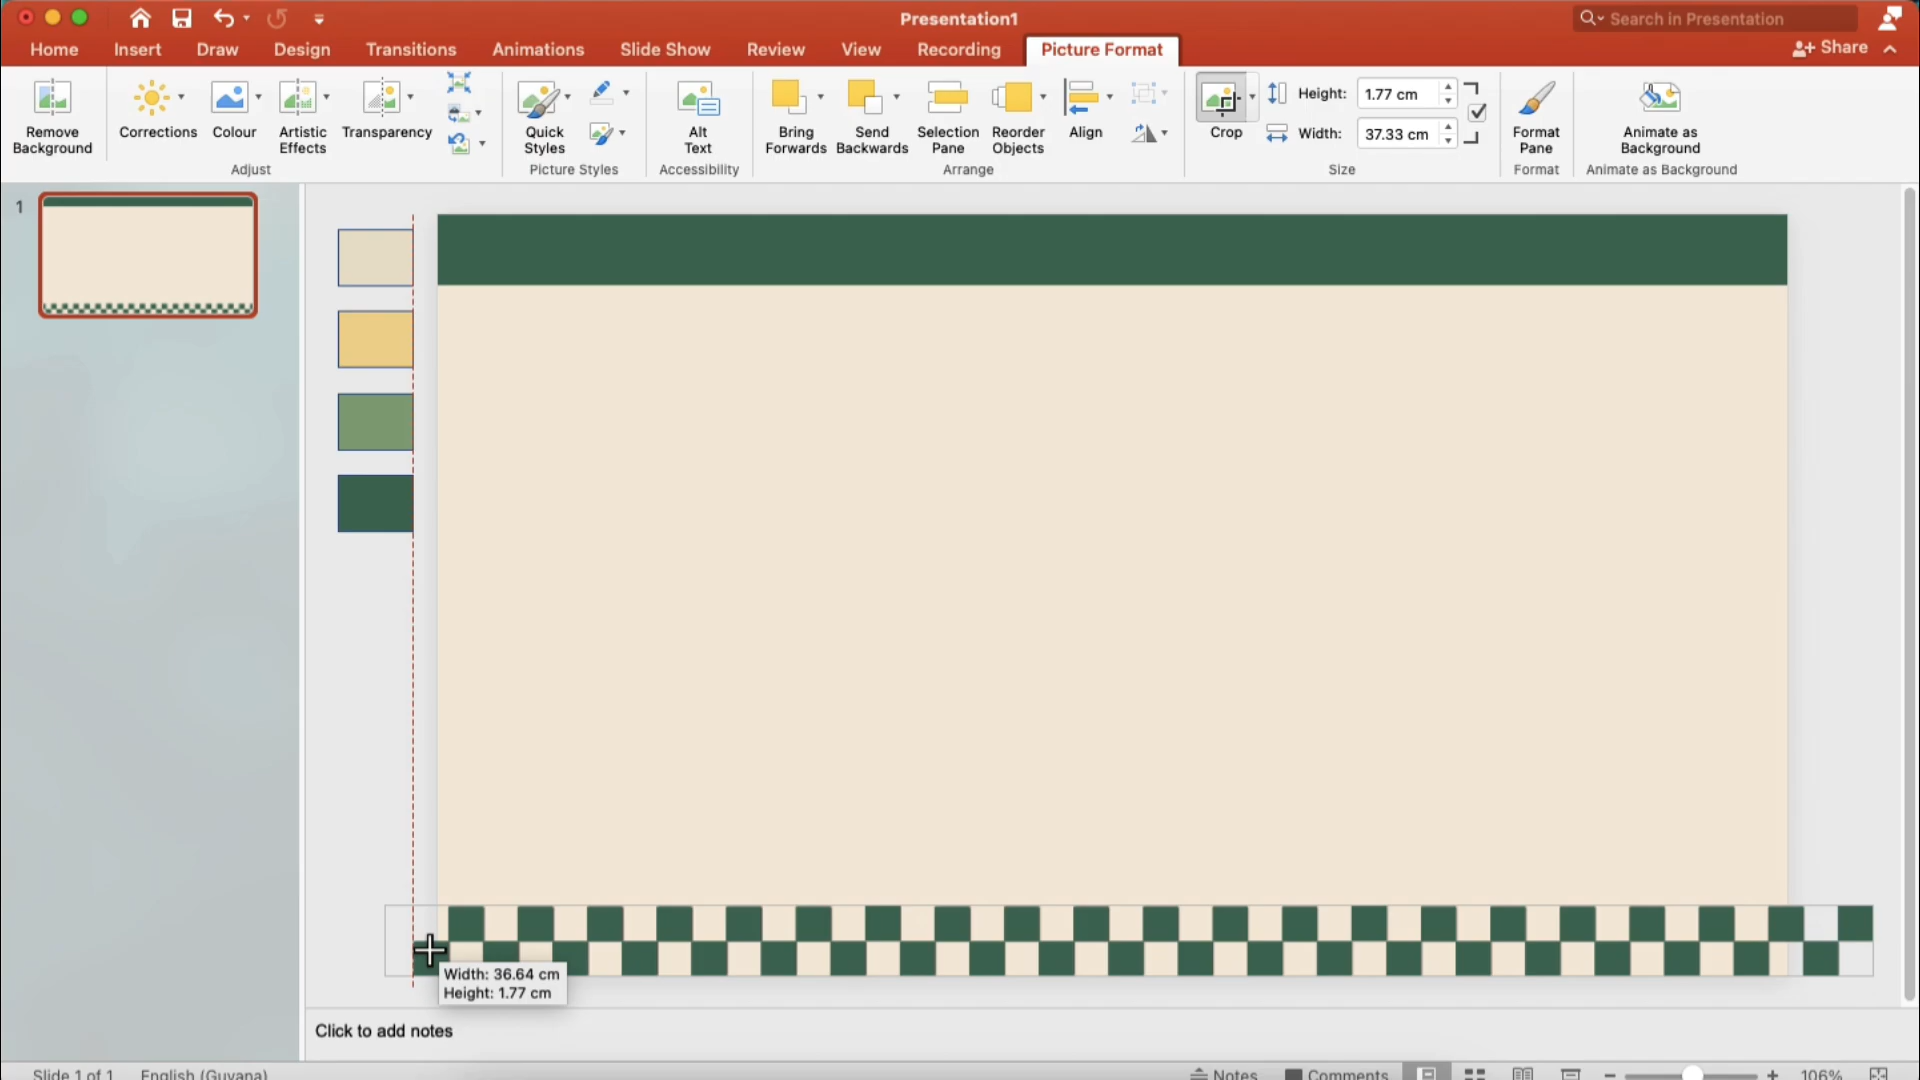 Presentation1
Search in Presentation
Home Insert Draw Design Transitions Animations Slide Show Review View Recording Picture Format Share
Remove Background
Corrections
Colour
Artistic Effects
Transparency
Adjust
Quick Styles
Picture Styles
Alt Text
Accessibility
Bring Forwards
Send Backwards
Selection Pane
Reorder Objects
Align
Arrange
Crop
Height: 1.77 cm
Width: 37.33 cm
Size
Format Pane
Format
Animate as Background
Animate as Background
1
Width: 36.64 cm
Height: 1.77 cm
Click to add notes
Slide 1 of 1 English (Guyana) Notes Comments 106%